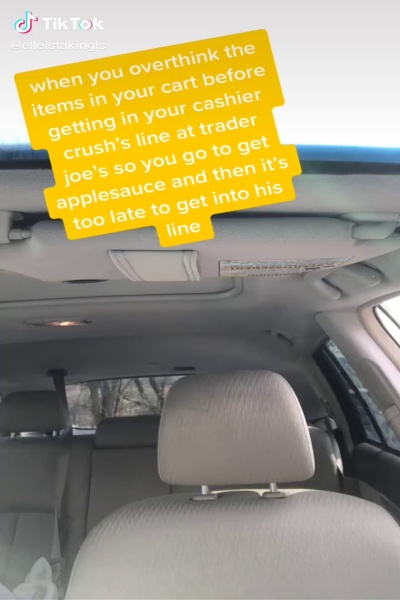 TikTok
@elleistakingls
when you overthink the
items in your cart before
getting in your cashier
crush's line at trader
joe's so you go to get
applesauce and then it's
too late to get into his
line